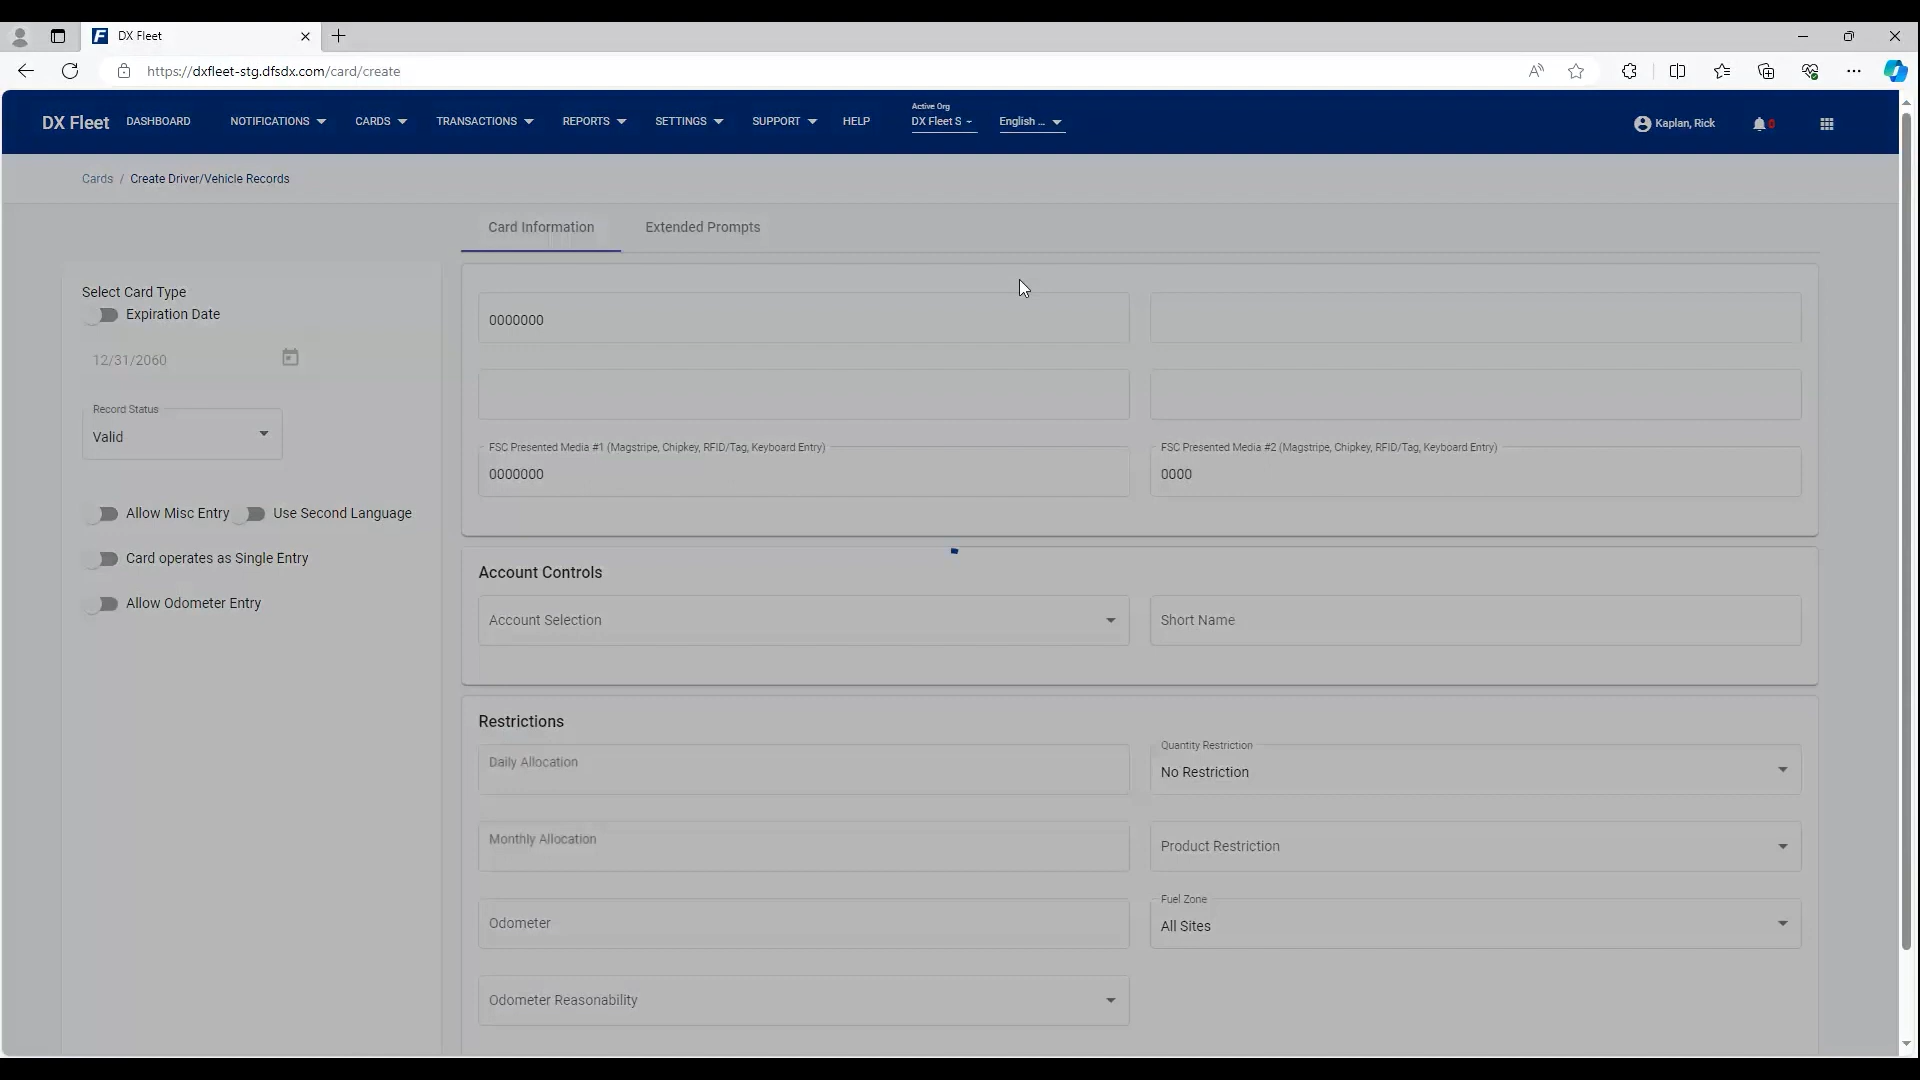 DX Fleet
https://dxfleet-stg.dfsdx.com/card/create
DX Fleet
DASHBOARD
NOTIFICATIONS
CARDS
TRANSACTIONS
REPORTS
SETTINGS
SUPPORT
HELP
Active Org
DX Fleet S
English ...
Kaplan, Rick
0
Cards / Create Driver/Vehicle Records
Card Information
Extended Prompts
Select Card Type
Expiration Date
12/31/2060
Record Status
Valid
Allow Misc Entry
Use Second Language
Card operates as Single Entry
Allow Odometer Entry
0000000
FSC Presented Media #1 (Magstripe, Chipkey, RFID/Tag, Keyboard Entry)
0000000
FSC Presented Media #2 (Magstripe, Chipkey, RFID/Tag, Keyboard Entry)
0000
Account Controls
Account Selection
Short Name
Restrictions
Daily Allocation
Quantity Restriction
No Restriction
Monthly Allocation
Product Restriction
Odometer
Fuel Zone
All Sites
Odometer Reasonability